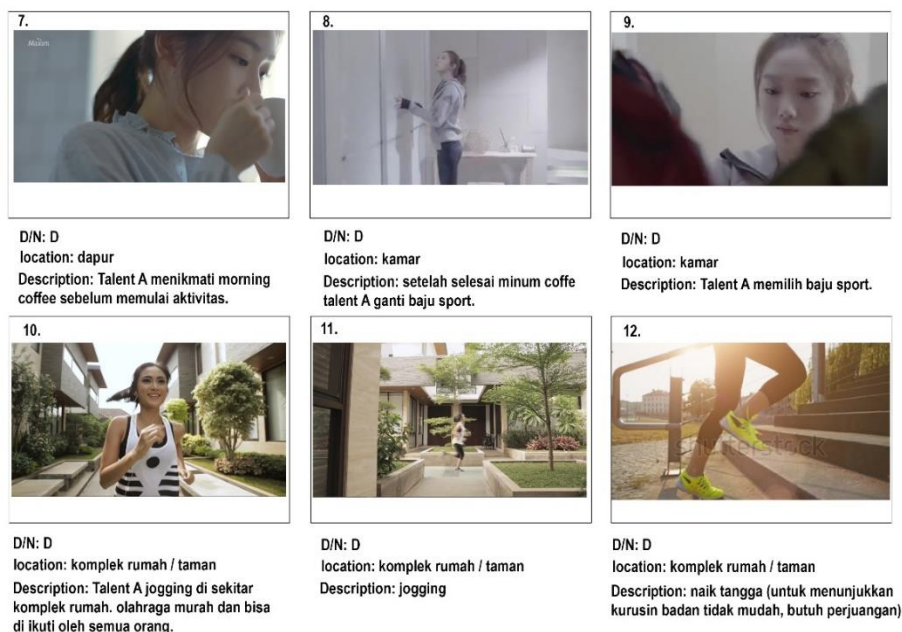 7.
Maxim
D/N: D
location: dapur
Description: Talent A menikmati morning
coffee sebelum memulai aktivitas.
8.
D/N: D
location: kamar
Description: setelah selesai minum coffe
talent A ganti baju sport.
9.
D/N: D
location: kamar
Description: Talent A memilih baju sport.
10.
D/N: D
location: komplek rumah / taman
Description: Talent A jogging di sekitar
komplek rumah. olahraga murah dan bisa
di ikuti oleh semua orang.
11.
D/N: D
location: komplek rumah / taman
Description: jogging
12.
shutterstock
D/N: D
location: komplek rumah / taman
Description: naik tangga (untuk menunjukkan
kurusin badan tidak mudah, butuh perjuangan)